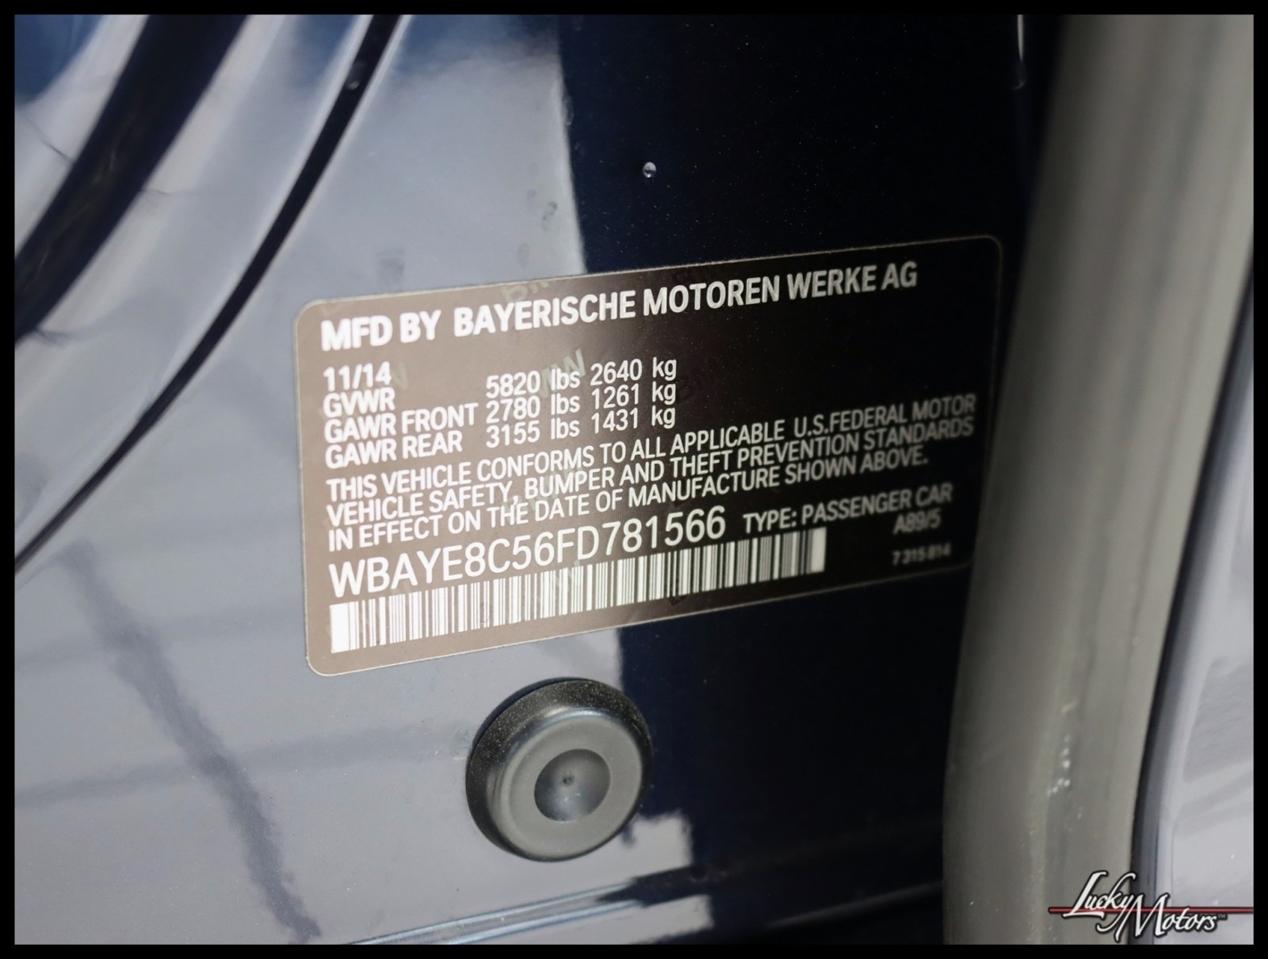 MFD BY BAYERISCHE MOTOREN WERKE AG
11/14
GVWR 5820 lbs 2640 kg
GAWR FRONT 2780 lbs 1261 kg
GAWR REAR 3155 lbs 1431 kg
THIS VEHICLE CONFORMS TO ALL APPLICABLE U.S.FEDERAL MOTOR
VEHICLE SAFETY, BUMPER AND THEFT PREVENTION STANDARDS
IN EFFECT ON THE DATE OF MANUFACTURE SHOWN ABOVE.
WBAYE8C56FD781566 TYPE: PASSENGER CAR
A89/5
7 315 814
Lucky Motors